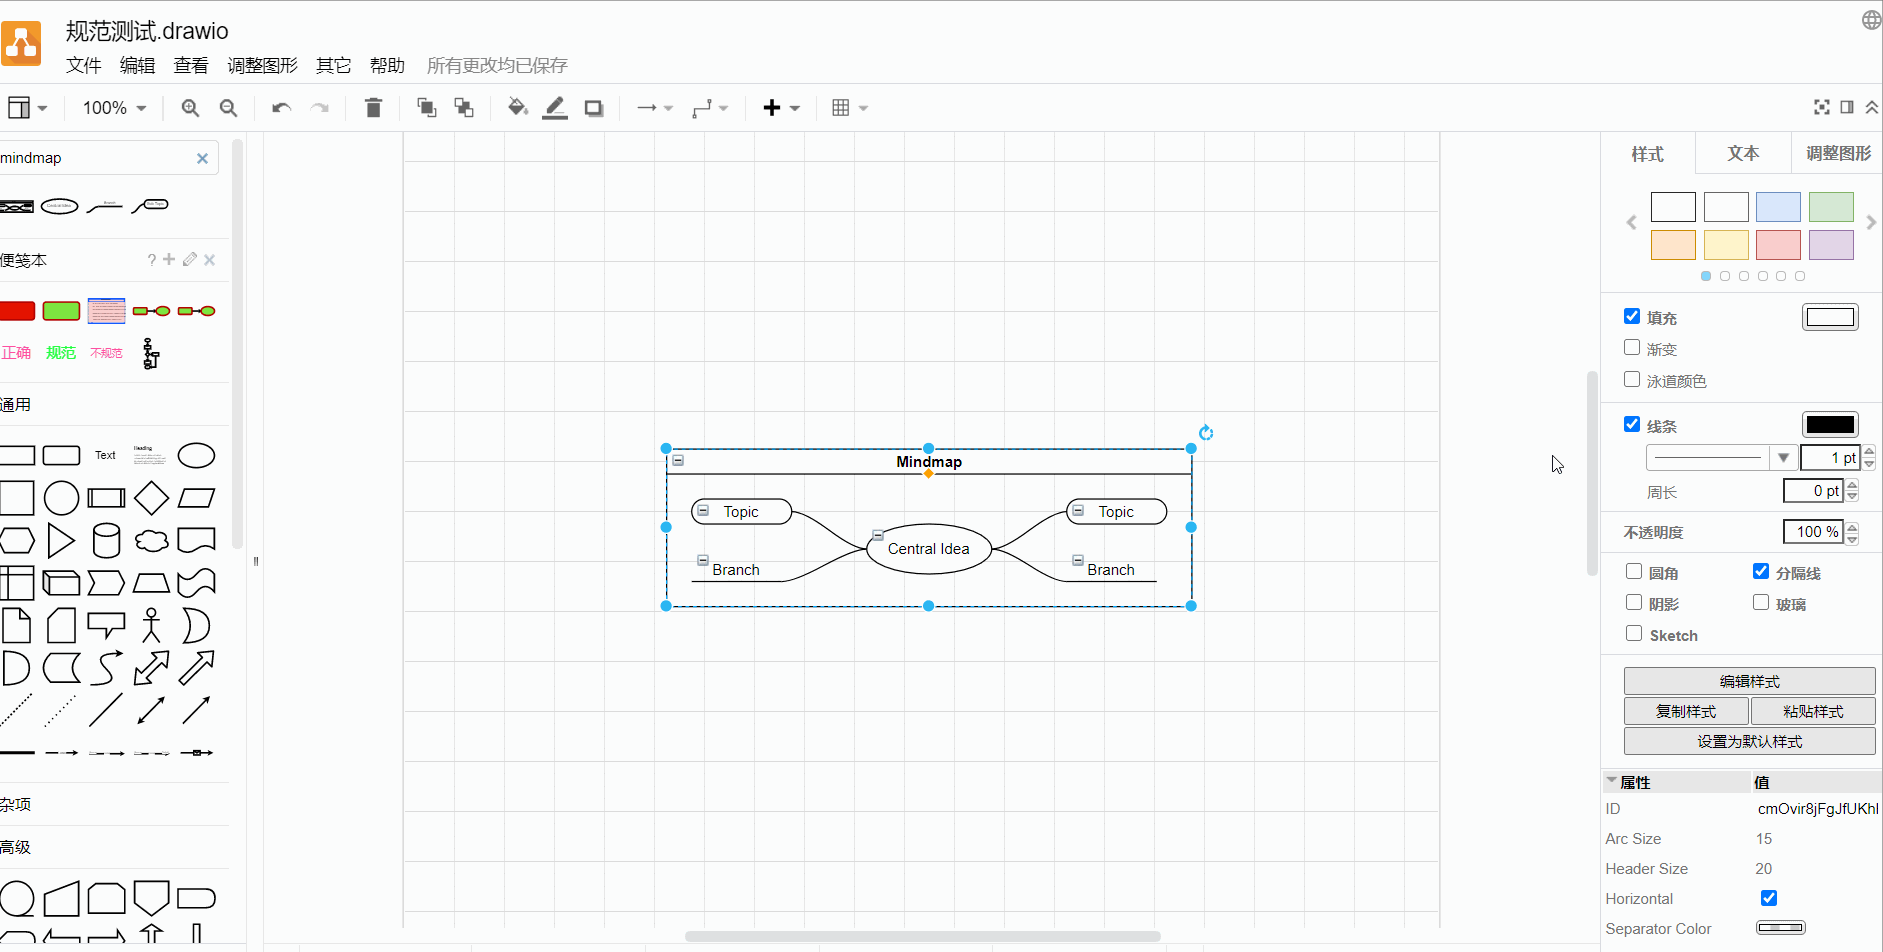 规范测试.drawio
文件 编辑 查看 调整图形 其它 帮助 所有更改均已保存
100%
mindmap
便笺本 ?
正确 规范 不规范
通用
Text Heading
杂项
高级
Mindmap
Topic Topic
Central Idea
Branch Branch
样式 文本 调整图形
填充
渐变
泳道颜色
线条
1 pt
周长 0 pt
不透明度 100 %
圆角 分隔线
阴影 玻璃
Sketch
编辑样式
复制样式 粘贴样式
设置为默认样式
属性 值
ID cmOvir8jFgJfUKhl
Arc Size 15
Header Size 20
Horizontal
Separator Color